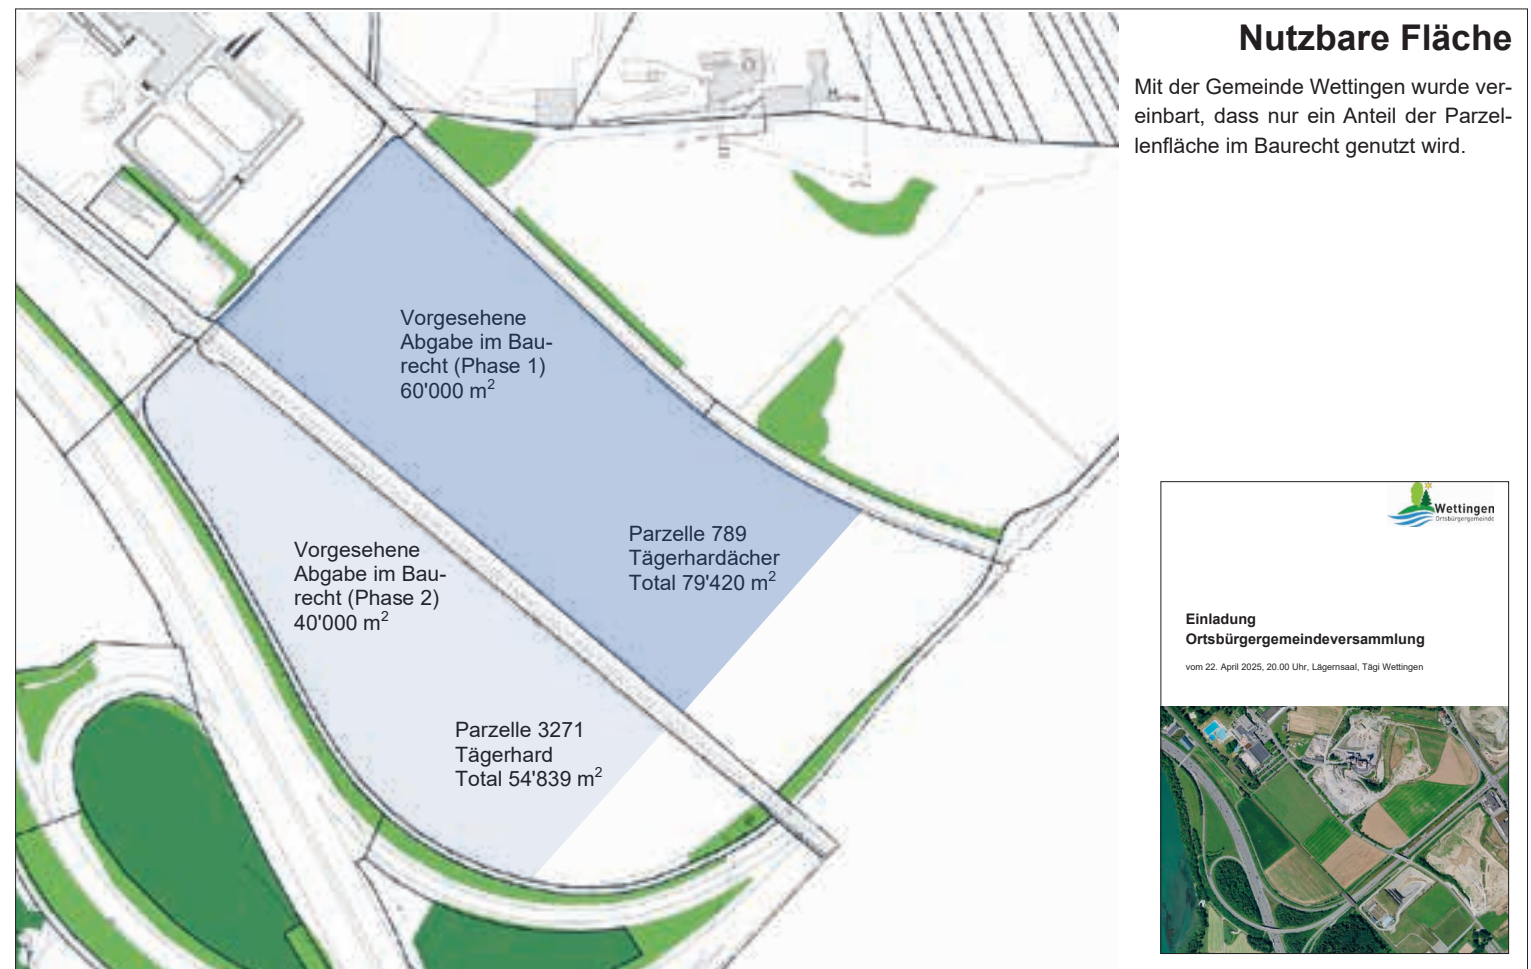 Nutzbare Fläche
Mit der Gemeinde Wettingen wurde ver-
einbart, dass nur ein Anteil der Parzel-
lenfläche im Baurecht genutzt wird.
Vorgesehene
Abgabe im Bau-
recht (Phase 1)
60'000 m²
Parzelle 789
Tägerhardächer
Total 79'420 m²
Vorgesehene
Abgabe im Bau-
recht (Phase 2)
40'000 m²
Parzelle 3271
Tägerhard
Total 54'839 m²
Wettingen
Ortsbürgergemeinde
Einladung
Ortsbürgergemeindeversammlung
vom 22. April 2025, 20.00 Uhr, Lägernsaal, Tägi Wettingen